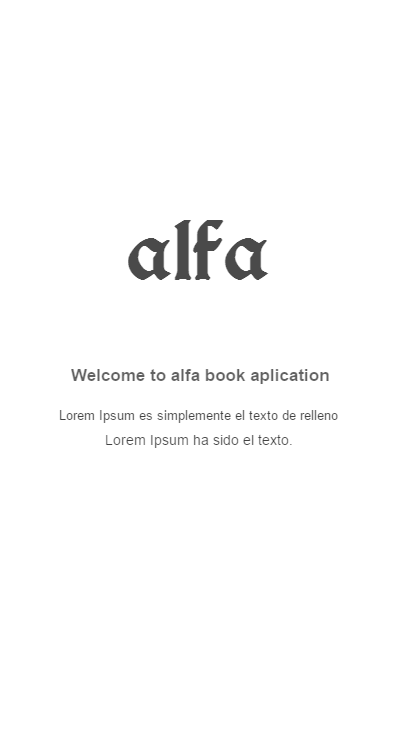 alfa
Welcome to alfa book aplication
Lorem Ipsum es simplemente el texto de relleno
Lorem Ipsum ha sido el texto.